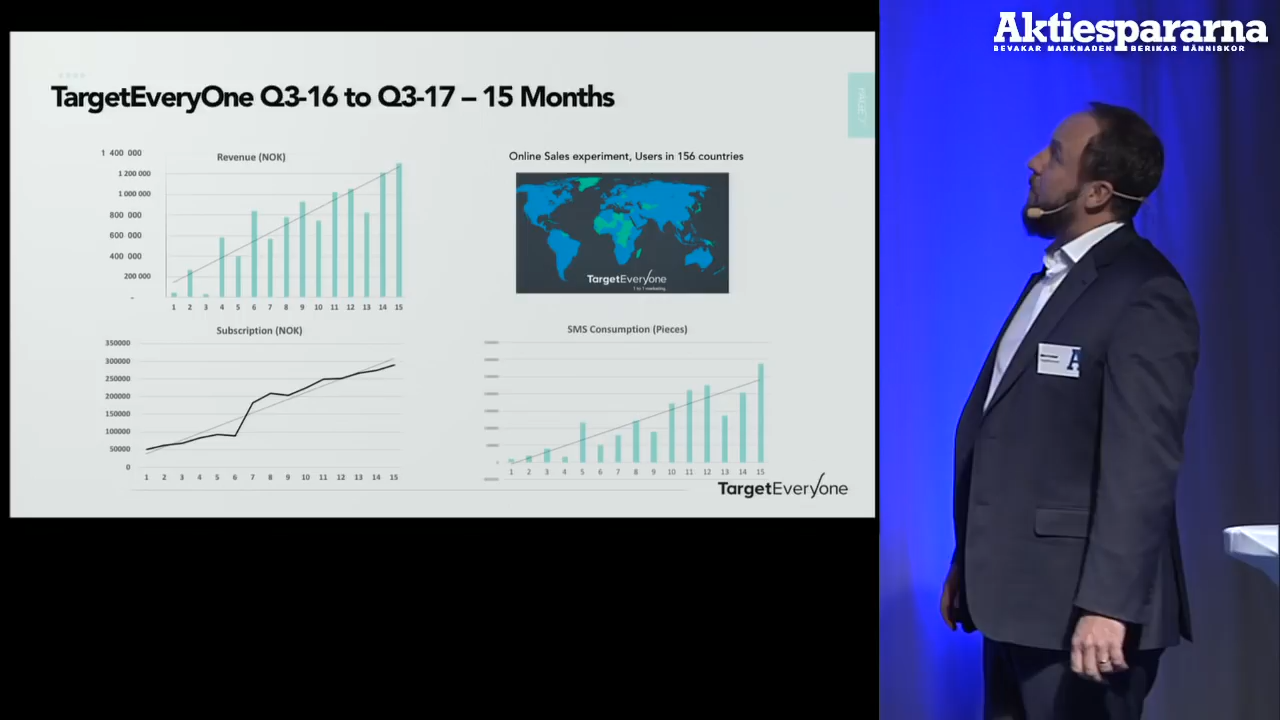 Aktiespararna
BEVAKAR MARKNADEN BERIKAR MÄNNISKOR
TargetEveryOne Q3-16 to Q3-17 – 15 Months
Revenue (NOK)
1 400 000
1 200 000
1 000 000
800 000
600 000
400 000
200 000
-
1 2 3 4 5 6 7 8 9 10 11 12 13 14 15
Online Sales experiment, Users in 156 countries
TargetEveryone
1 to 1 marketing
Subscription (NOK)
350000
300000
250000
200000
150000
100000
50000
0
1 2 3 4 5 6 7 8 9 10 11 12 13 14 15
SMS Consumption (Pieces)
1 2 3 4 5 6 7 8 9 10 11 12 13 14 15
TargetEveryone
A